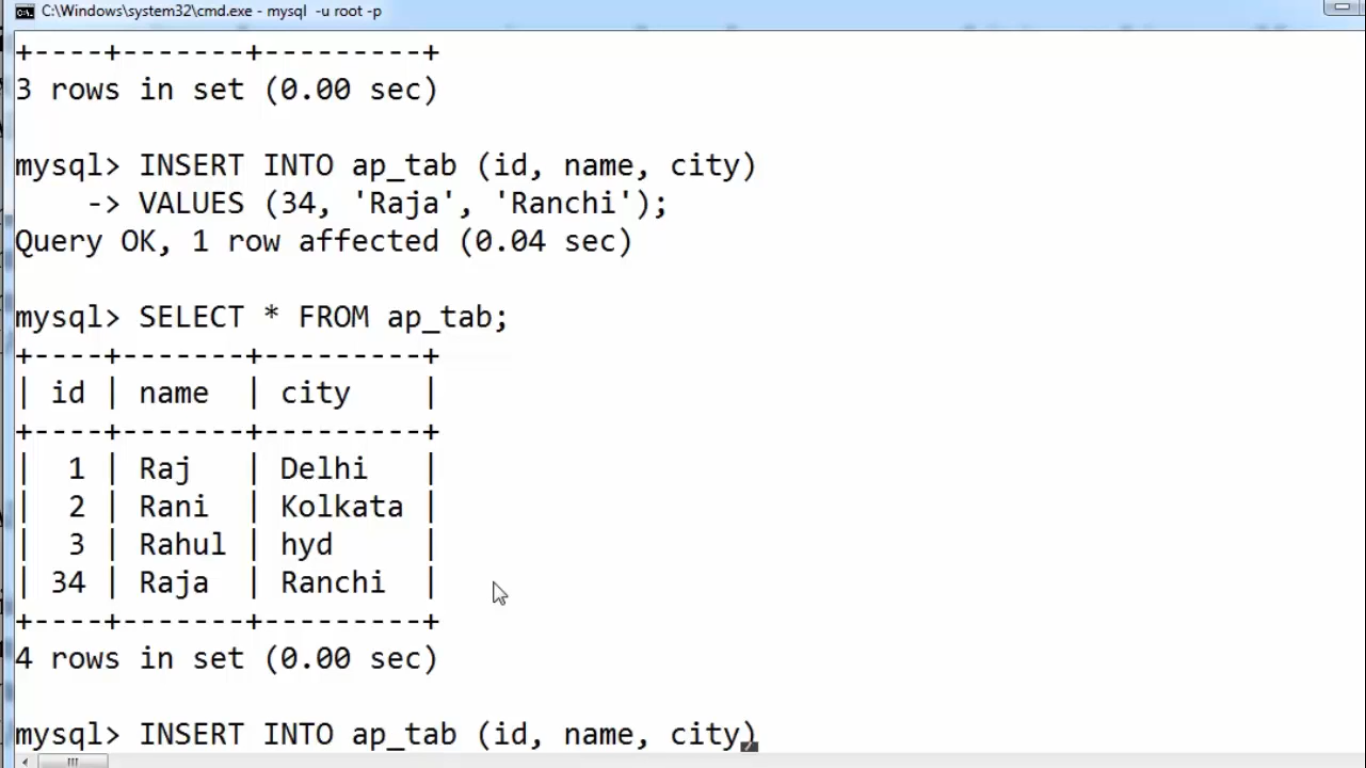 C:\Windows\system32\cmd.exe - mysql  -u root -p
+----+-------+---------+
3 rows in set (0.00 sec)
mysql> INSERT INTO ap_tab (id, name, city)
    -> VALUES (34, 'Raja', 'Ranchi');
Query OK, 1 row affected (0.04 sec)
mysql> SELECT * FROM ap_tab;
+----+-------+---------+
| id | name  | city    |
+----+-------+---------+
|  1 | Raj   | Delhi   |
|  2 | Rani  | Kolkata |
|  3 | Rahul | hyd     |
| 34 | Raja  | Ranchi  |
+----+-------+---------+
4 rows in set (0.00 sec)
mysql> INSERT INTO ap_tab (id, name, city)